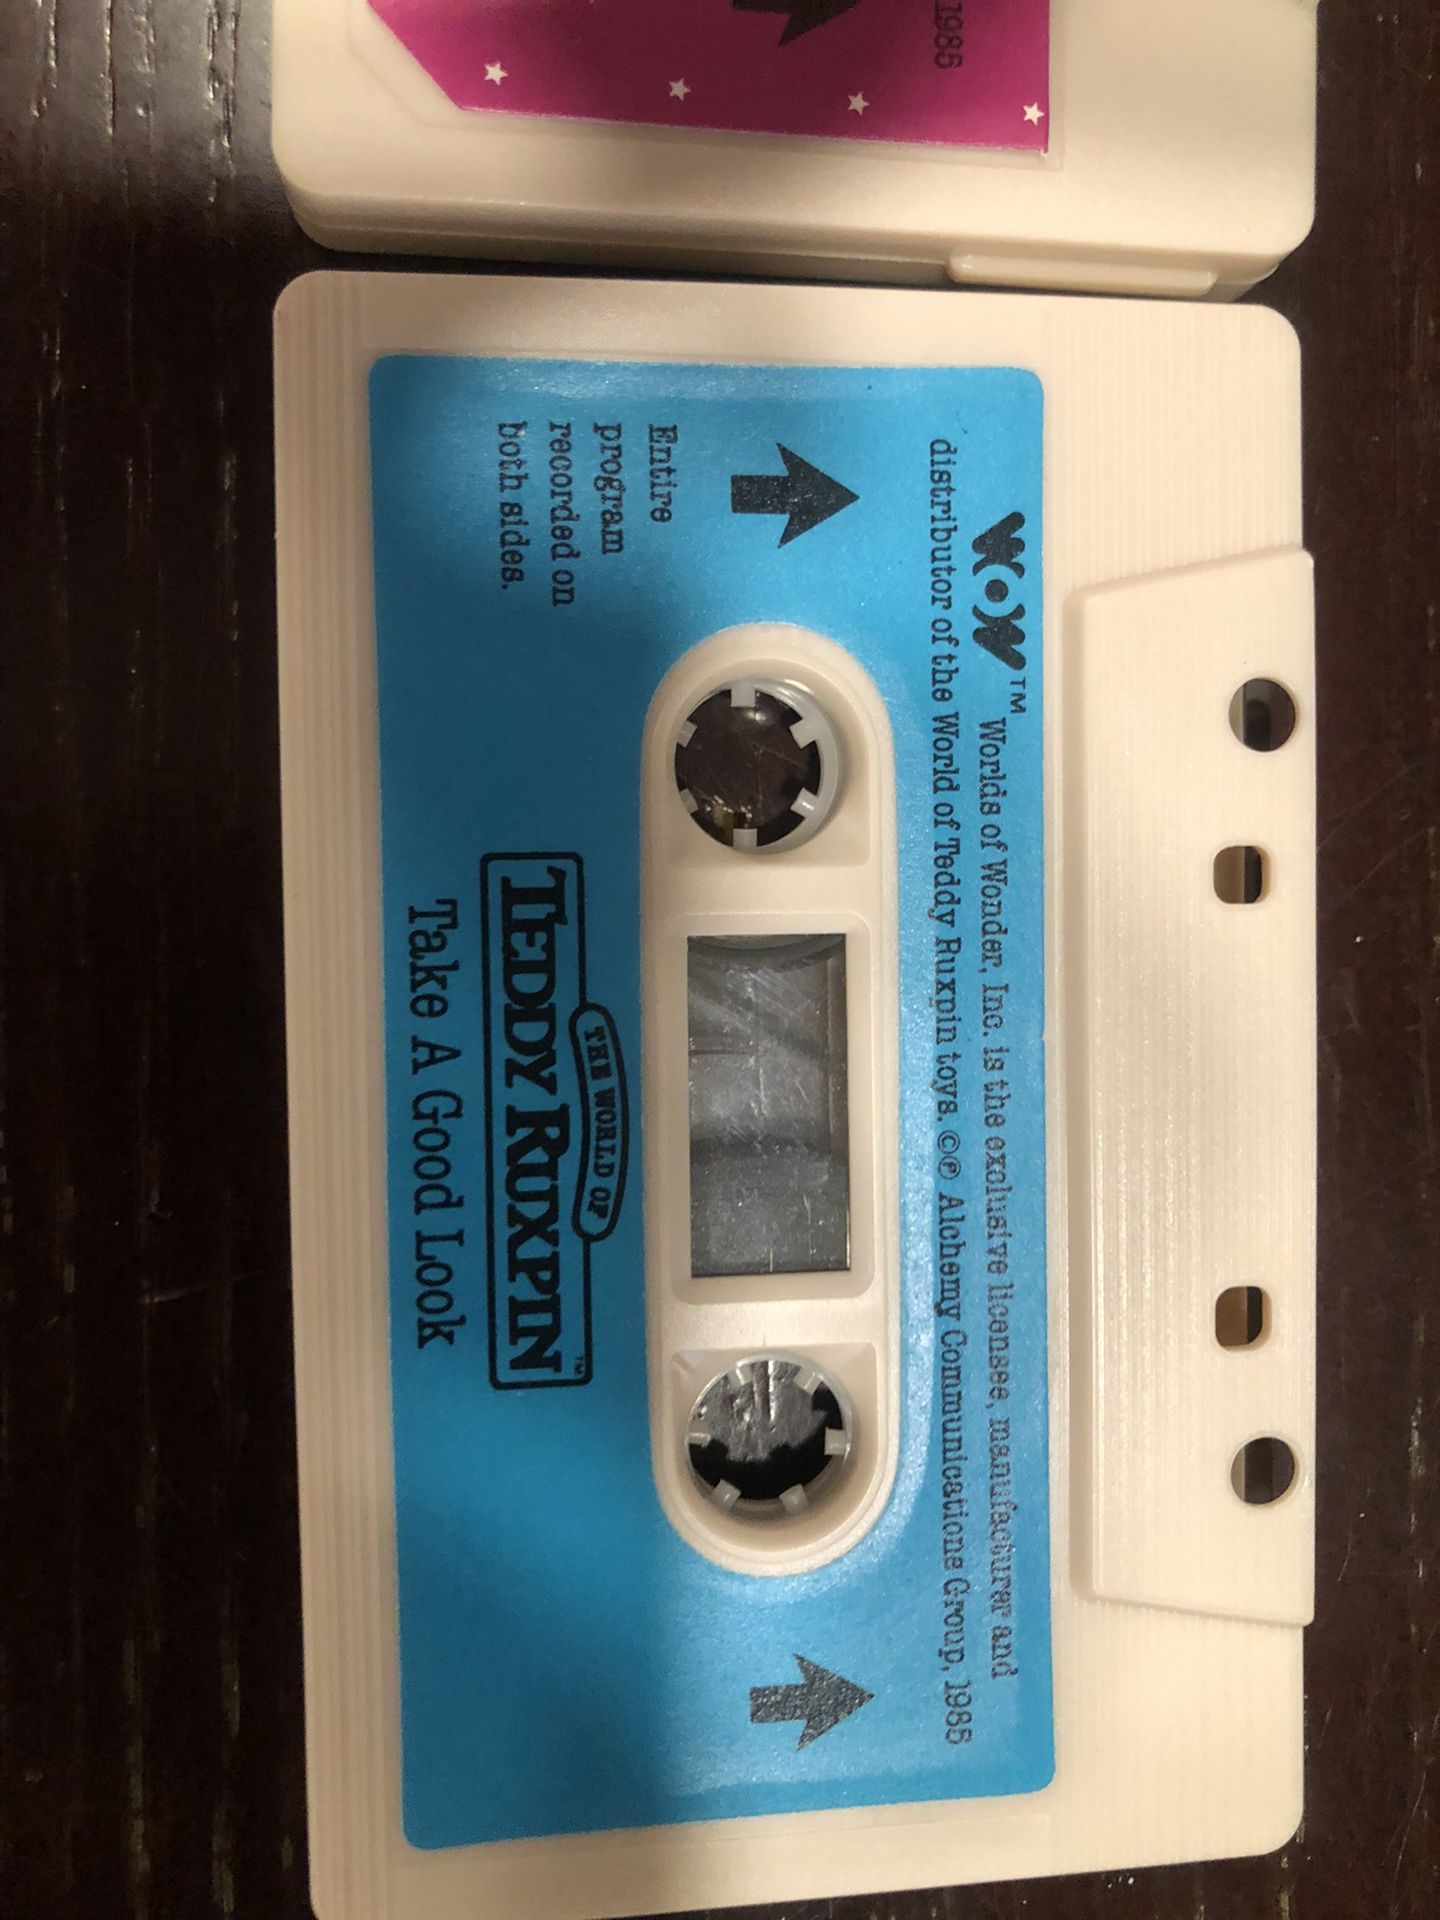 1985
THE WORLD OF
TEDDY RUXPIN™
Take A Good Look
Entire
program
recorded on
both sides.
WOW™ Worlds of Wonder, Inc. is the exclusive licensee, manufacturer and
distributor of the World of Teddy Ruxpin toys. ©℗ Alchemy Communications Group, 1985